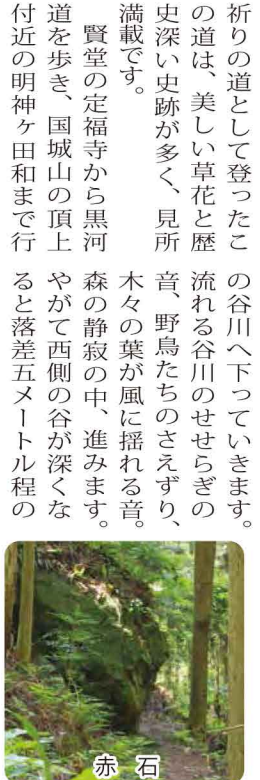 祈りの道として登ったこ
の道は、美しい草花と歴
史深い史跡が多く、見所
満載です。
　賢堂の定福寺から黒河
道を歩き、国城山の頂上
付近の明神ヶ田和まで行
の谷川へ下っていきます。
流れる谷川のせせらぎの
音、野鳥たちのさえずり、
木々の葉が風に揺れる音。
森の静寂の中、進みます。
やがて西側の谷が深くな
ると落差五メートル程の
赤石